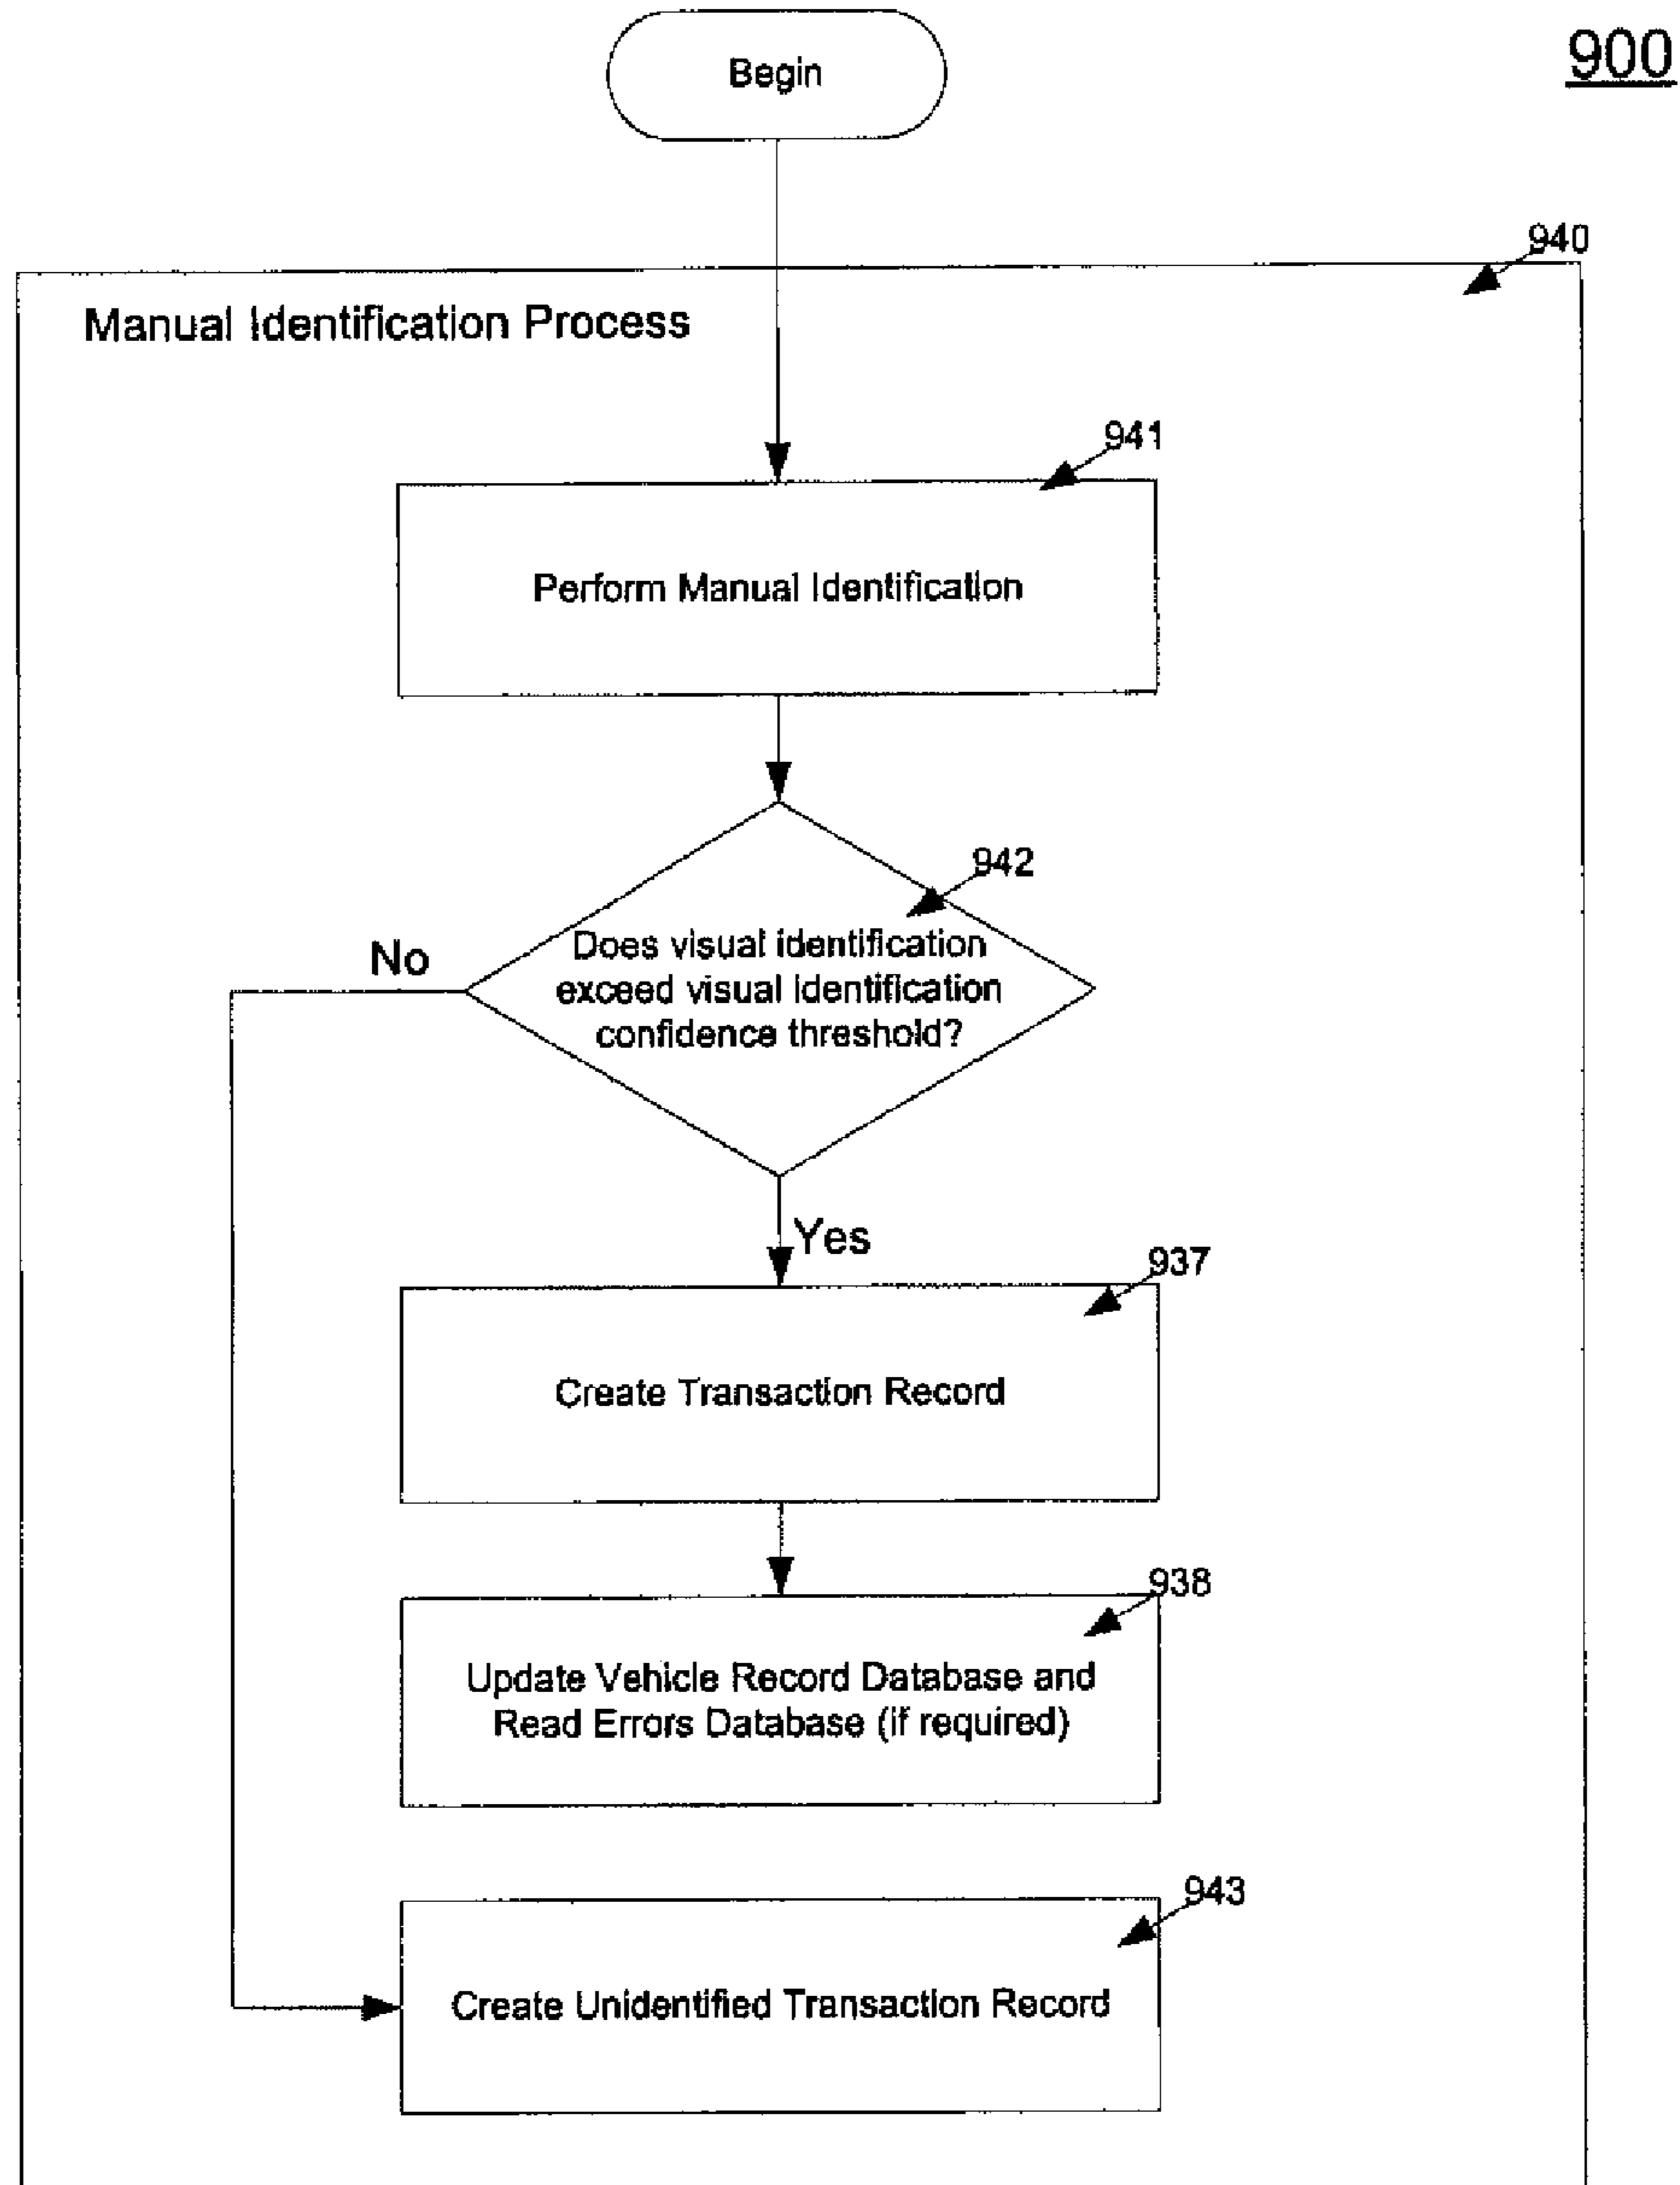 Begin
900
940
Manual Identification Process
941
Perform Manual Identification
942
No
Does visual identification
exceed visual identification
confidence threshold?
Yes
937
Create Transaction Record
938
Update Vehicle Record Database and
Read Errors Database (if required)
943
Create Unidentified Transaction Record